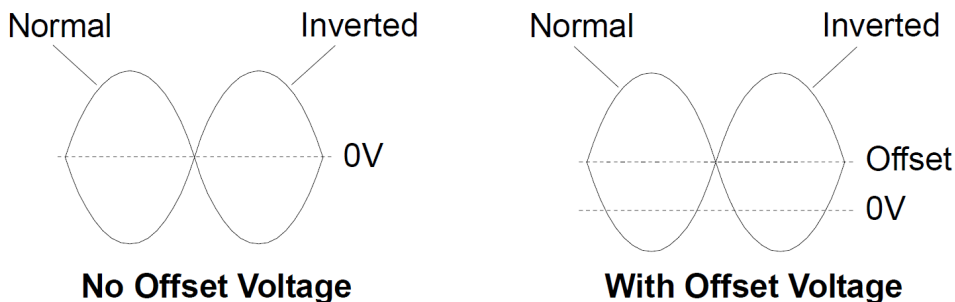 Normal
Inverted
0V
No Offset Voltage
Normal
Inverted
Offset
0V
With Offset Voltage